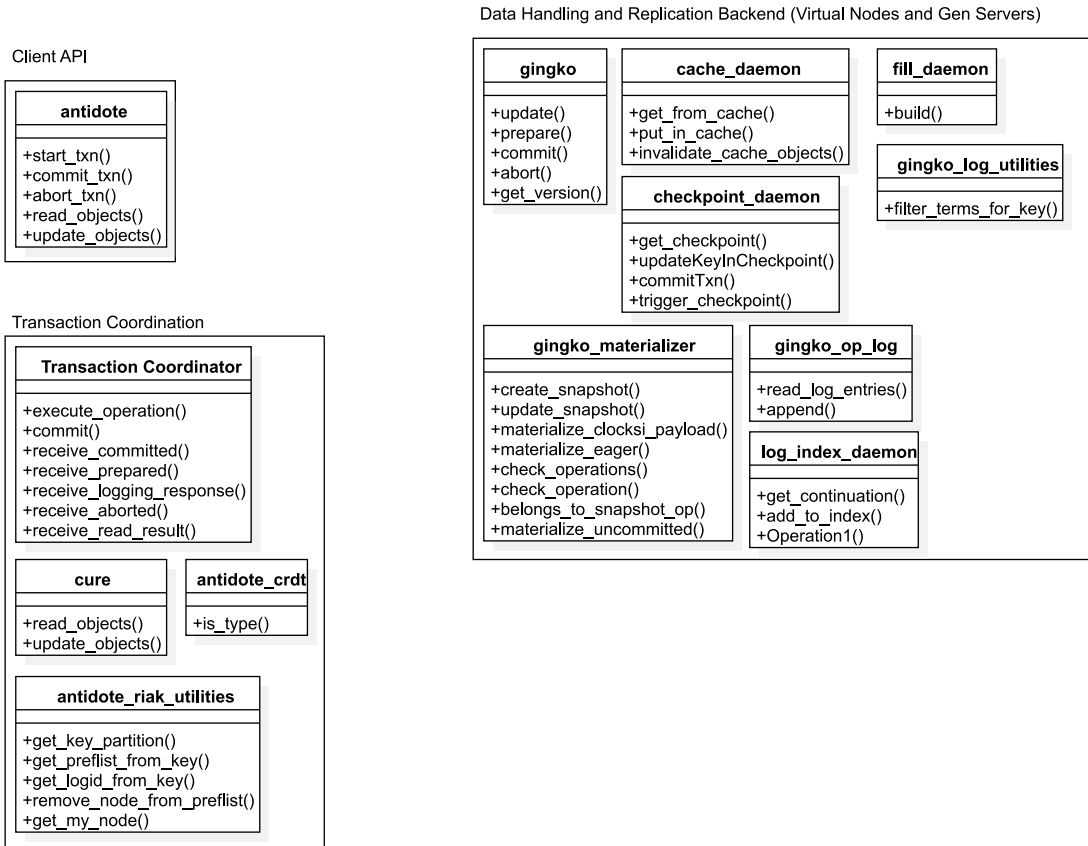 Client API
antidote
+start_txn()
+commit_txn()
+abort_txn()
+read_objects()
+update_objects()
Transaction Coordination
Transaction Coordinator
+execute_operation()
+commit()
+receive_committed()
+receive_prepared()
+receive_logging_response()
+receive_aborted()
+receive_read_result()
cure
+read_objects()
+update_objects()
antidote_crdt
+is_type()
antidote_riak_utilities
+get_key_partition()
+get_preflist_from_key()
+get_logid_from_key()
+remove_node_from_preflist()
+get_my_node()
Data Handling and Replication Backend (Virtual Nodes and Gen Servers)
gingko
+update()
+prepare()
+commit()
+abort()
+get_version()
cache_daemon
+get_from_cache()
+put_in_cache()
+invalidate_cache_objects()
fill_daemon
+build()
gingko_log_utilities
+filter_terms_for_key()
checkpoint_daemon
+get_checkpoint()
+updateKeyInCheckpoint()
+commitTxn()
+trigger_checkpoint()
gingko_materializer
+create_snapshot()
+update_snapshot()
+materialize_clocksi_payload()
+materialize_eager()
+check_operations()
+check_operation()
+belongs_to_snapshot_op()
+materialize_uncommitted()
gingko_op_log
+read_log_entries()
+append()
log_index_daemon
+get_continuation()
+add_to_index()
+Operation1()